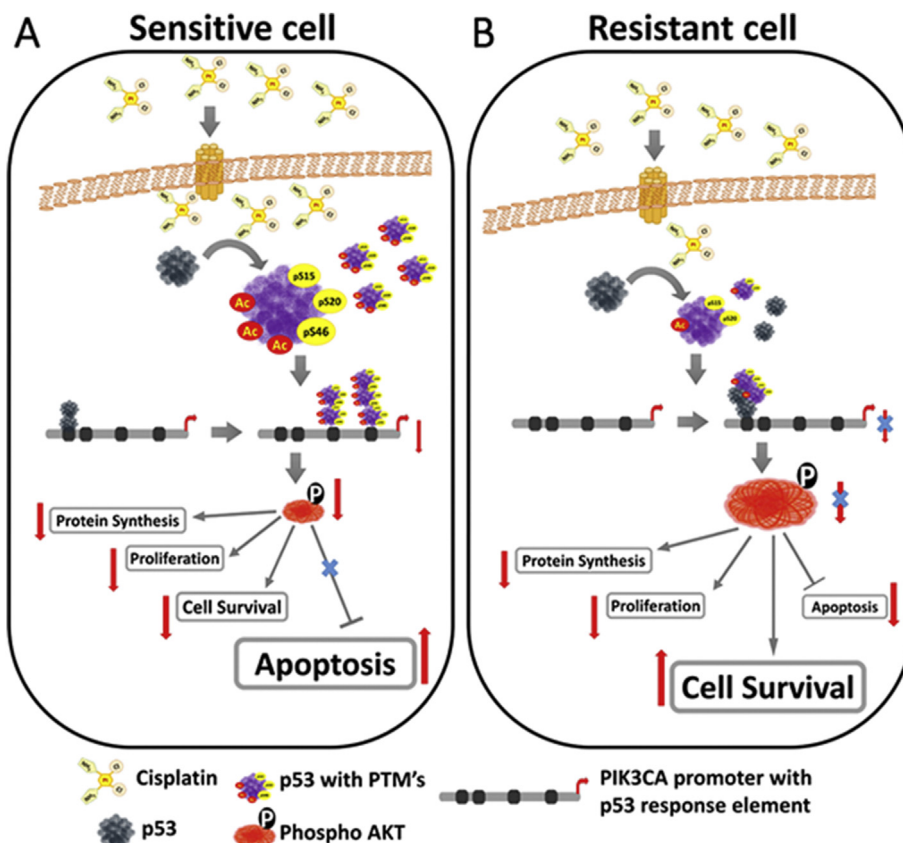 A Sensitive cell
B Resistant cell
pS15
pS20
pS46
Ac
Ac
Ac
pS15
pS20
Ac
P
Protein Synthesis
Proliferation
Cell Survival
Apoptosis
P
Protein Synthesis
Proliferation
Apoptosis
Cell Survival
Cisplatin
p53 with PTM's
PIK3CA promoter with
p53 response element
p53
P
Phospho AKT